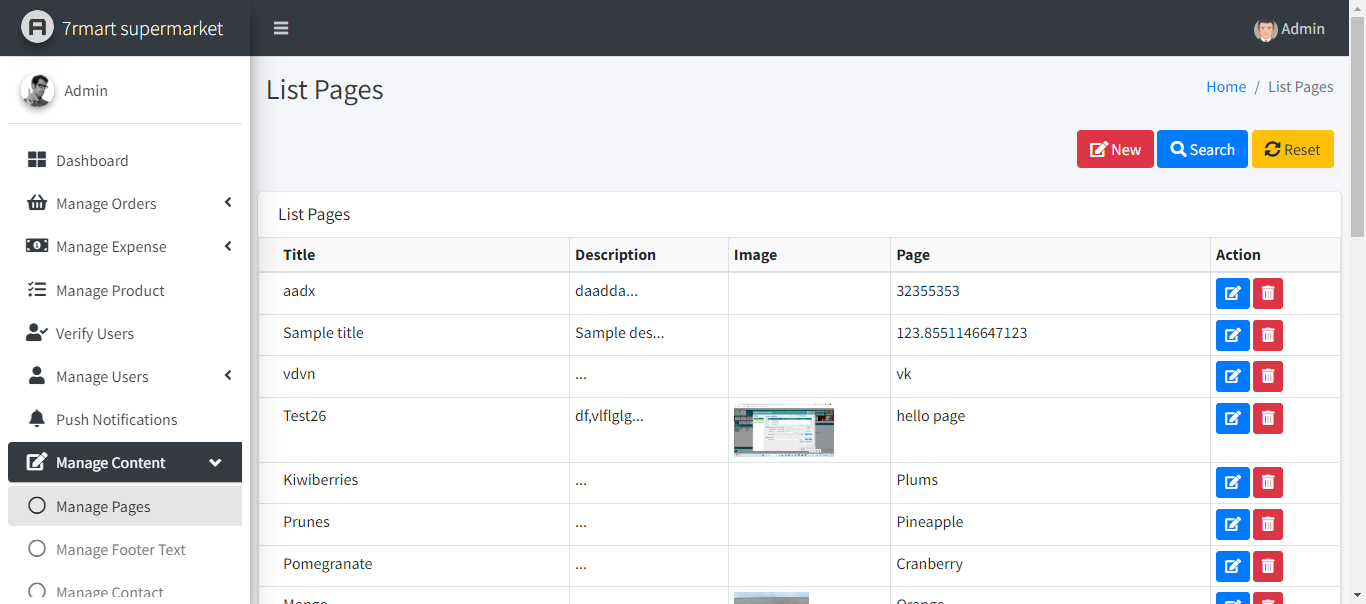 7rmart supermarket
Admin
Admin
List Pages
Home / List Pages
New Search Reset
Dashboard
Manage Orders
Manage Expense
Manage Product
Verify Users
Manage Users
Push Notifications
Manage Content
Manage Pages
Manage Footer Text
Manage Contact
List Pages
Title Description Image Page Action
aadx daadda... 32355353
Sample title Sample des... 123.8551146647123
vdvn ... vk
Test26 df,vlflglg... hello page
Kiwiberries ... Plums
Prunes ... Pineapple
Pomegranate ... Cranberry
Mango Orange